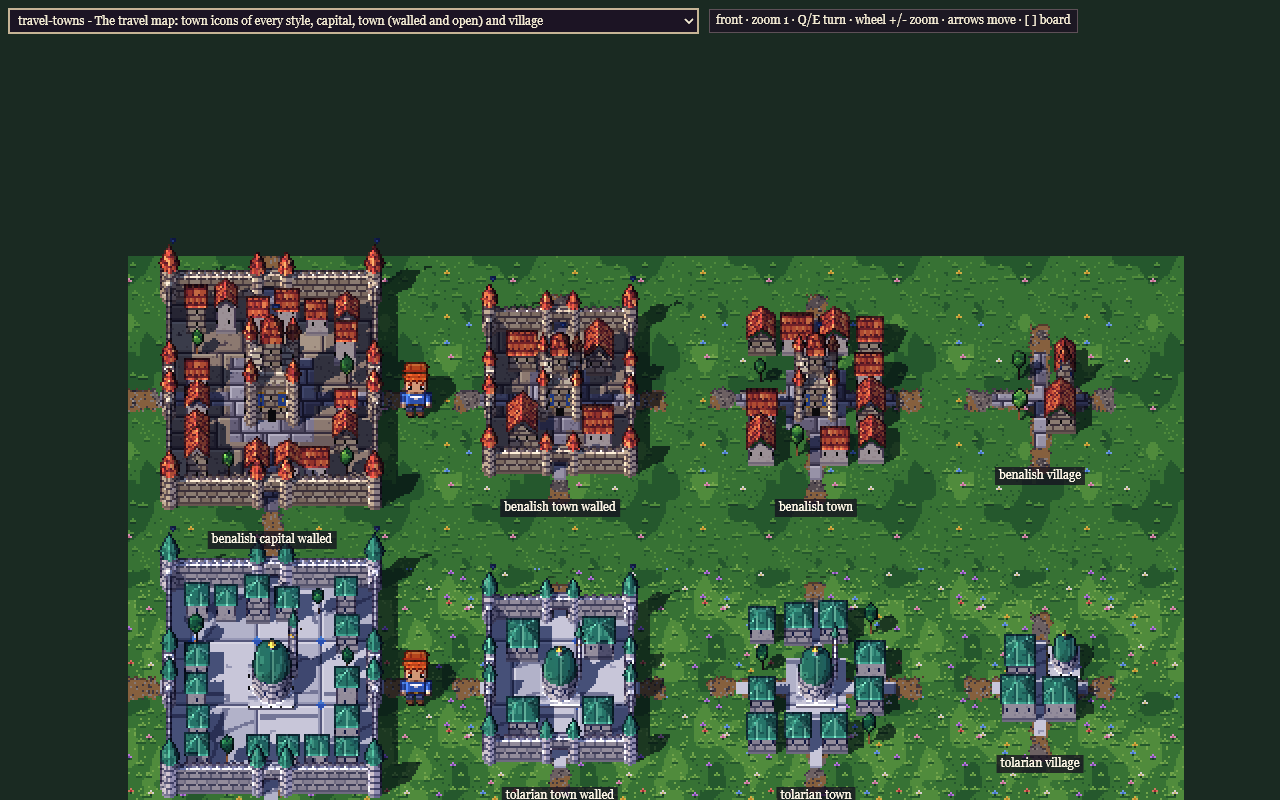 travel-towns - The travel map: town icons of every style, capital, town (walled and open) and village
front · zoom 1 · Q/E turn · wheel +/- zoom · arrows move · [ ] board
benalish village
benalish town walled
benalish town
benalish capital walled
tolarian village
tolarian town walled
tolarian town